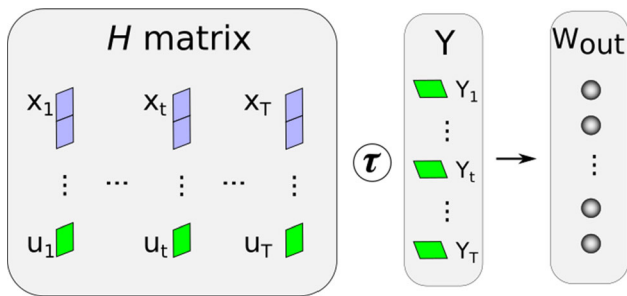 H matrix
x1 xt xT
⋮ ... ⋮ ... ⋮
u1 ut uT
τ
Y
Y1
⋮
Yt
⋮
YT
Wout
⋮